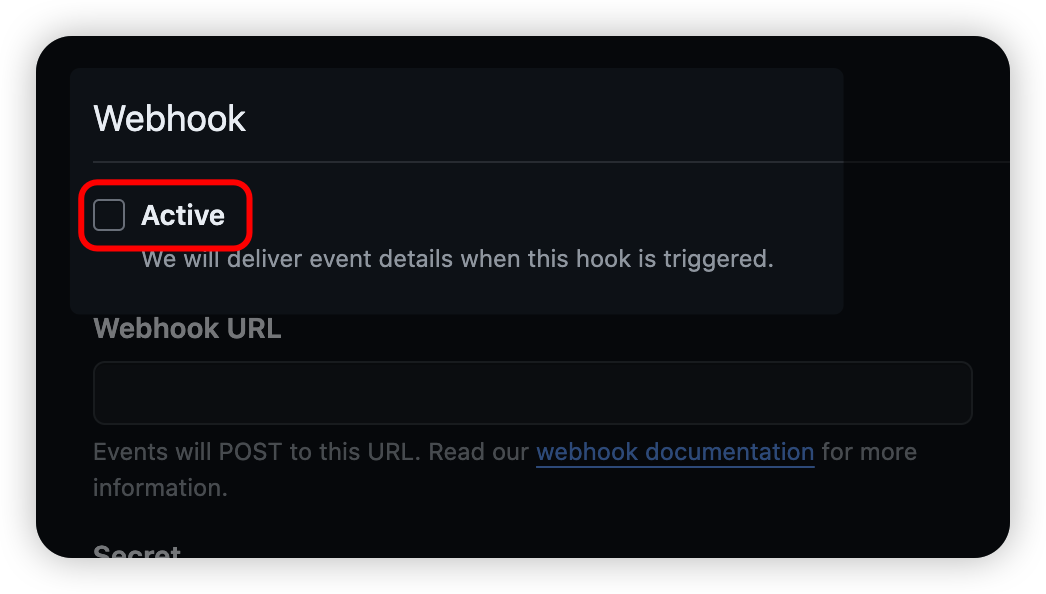 Webhook
Active
We will deliver event details when this hook is triggered.
Webhook URL
Events will POST to this URL. Read our webhook documentation for more
information.
Secret